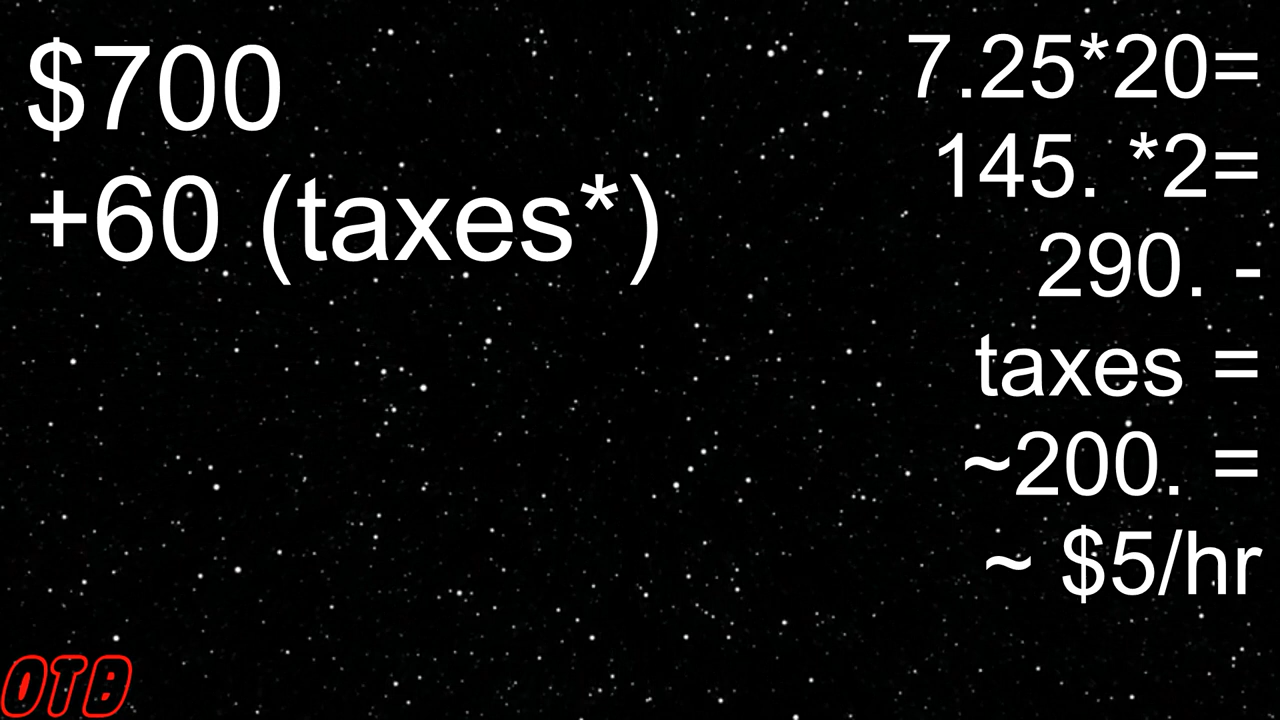 $700
+60 (taxes*)
7.25*20=
145. *2=
290. -
taxes =
~200. =
~ $5/hr
OTB